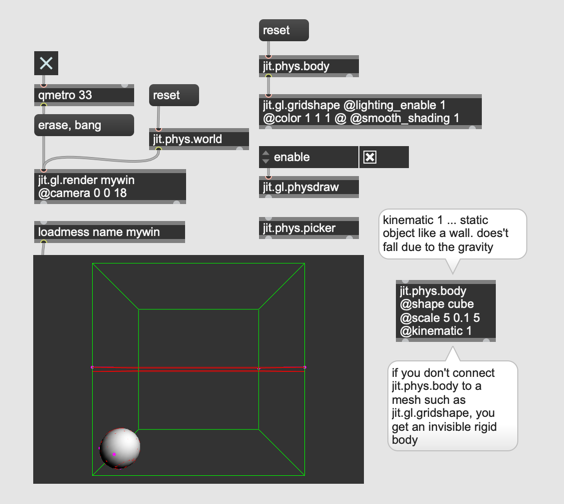 reset
jit.phys.body
qmetro 33
reset
jit.gl.gridshape @lighting_enable 1
@color 1 1 1 @ @smooth_shading 1
erase, bang
jit.phys.world
enable
jit.gl.render mywin
@camera 0 0 18
jit.gl.physdraw
loadmess name mywin
jit.phys.picker
kinematic 1 ... static
object like a wall. does't
fall due to the gravity
jit.phys.body
@shape cube
@scale 5 0.1 5
@kinematic 1
if you don't connect
jit.phys.body to a
mesh such as
jit.gl.gridshape, you
get an invisible rigid
body